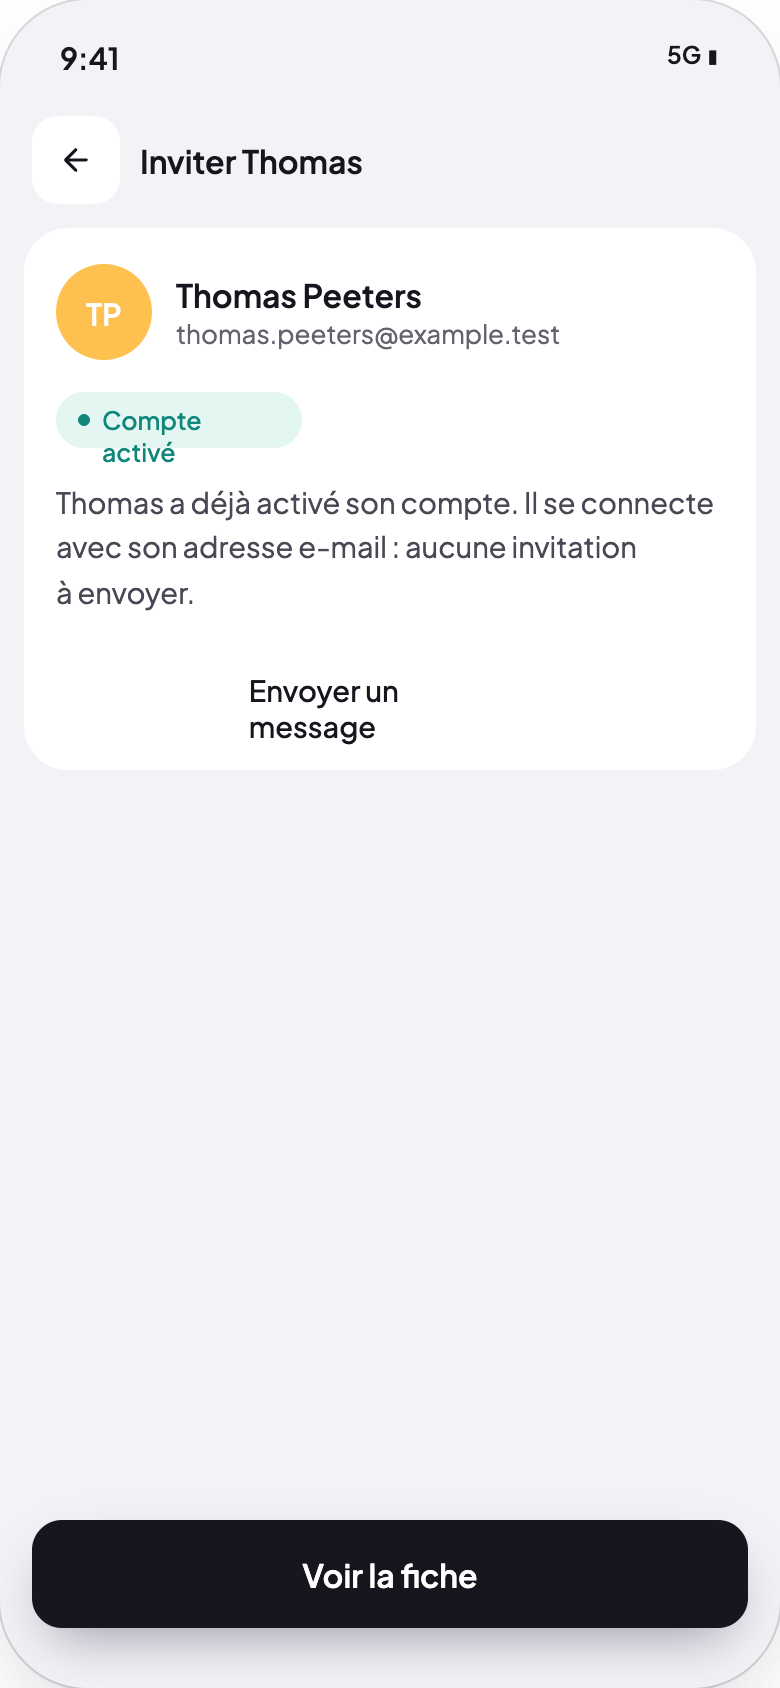 9:41
5G
Inviter Thomas
TP
Thomas Peeters
thomas.peeters@example.test
Compte
activé
Thomas a déjà activé son compte. Il se connecte
avec son adresse e-mail : aucune invitation
à envoyer.
Envoyer un
message
Voir la fiche